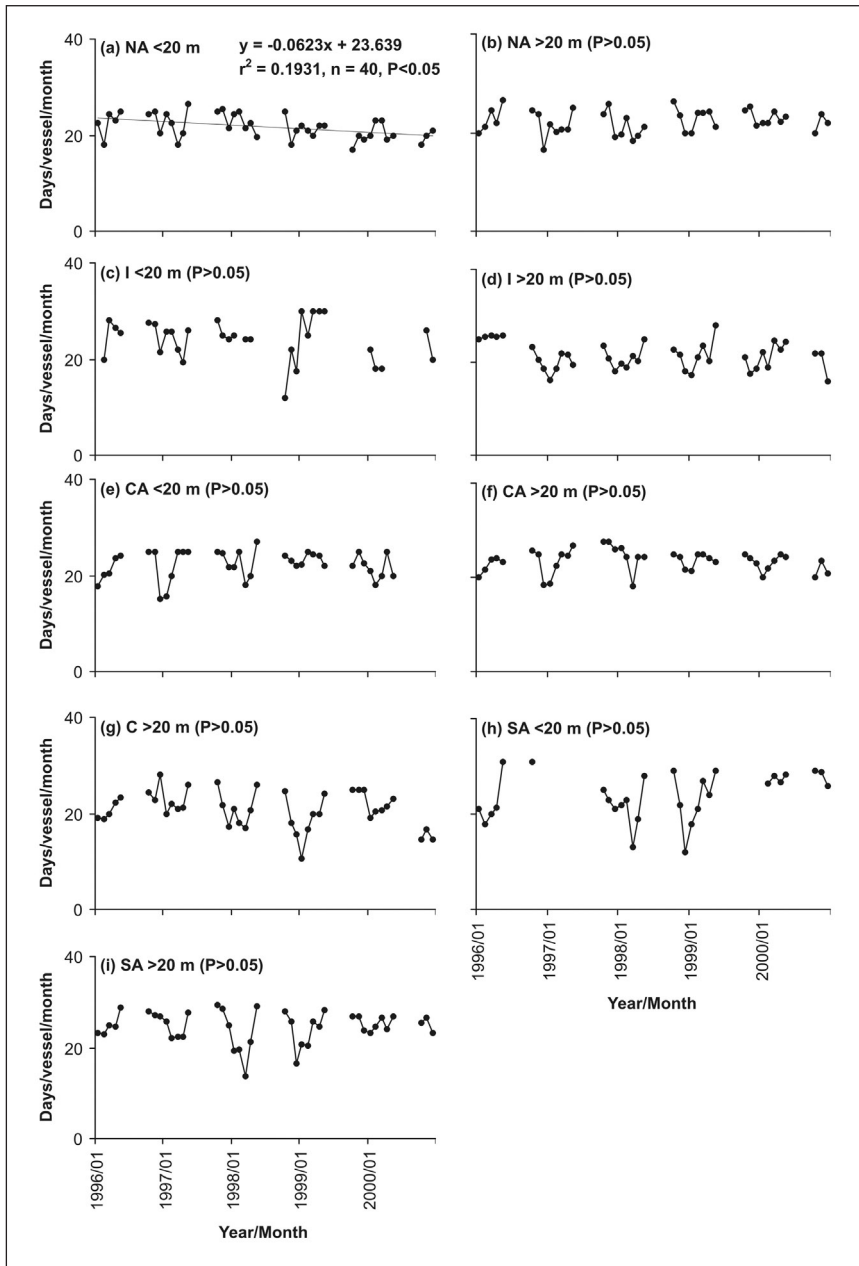 40
(a) NA <20 m
y = -0.0623x + 23.639
r² = 0.1931, n = 40, P<0.05
20
0
Days/vessel/month
(b) NA >20 m (P>0.05)
40
(c) I <20 m (P>0.05)
20
0
Days/vessel/month
(d) I >20 m (P>0.05)
40
(e) CA <20 m (P>0.05)
20
0
Days/vessel/month
(f) CA >20 m (P>0.05)
40
(g) C >20 m (P>0.05)
20
0
Days/vessel/month
(h) SA <20 m (P>0.05)
1996/01
1997/01
1998/01
1999/01
2000/01
Year/Month
40
(i) SA >20 m (P>0.05)
20
0
Days/vessel/month
1996/01
1997/01
1998/01
1999/01
2000/01
Year/Month